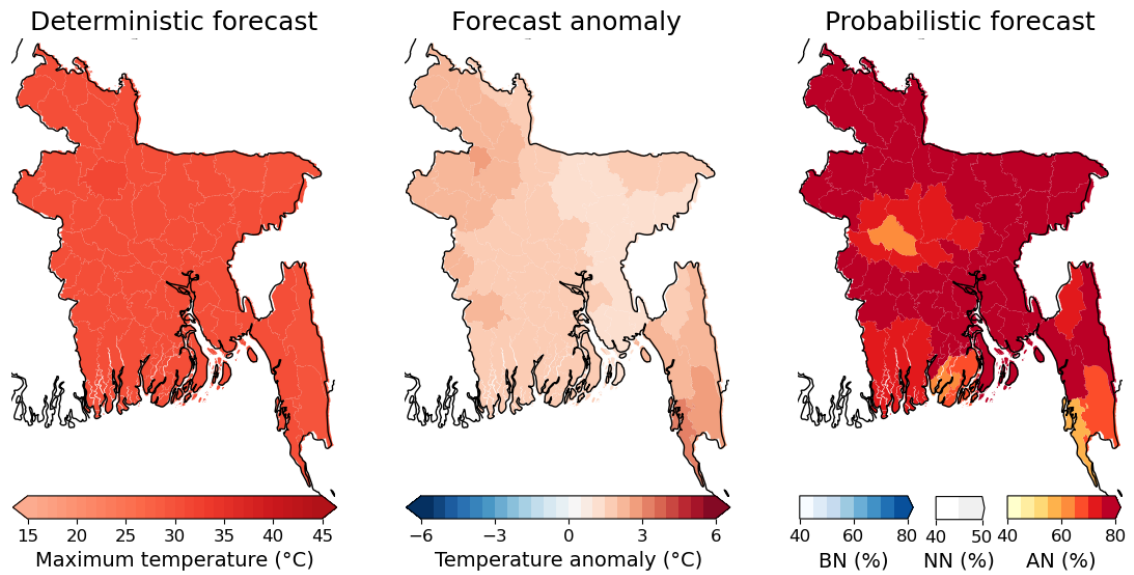 Deterministic forecast
Forecast anomaly
Probabilistic forecast
15 20 25 30 35 40 45
Maximum temperature (°C)
−6 −3 0 3 6
Temperature anomaly (°C)
40 60 80
BN (%)
40 50
NN (%)
40 60 80
AN (%)